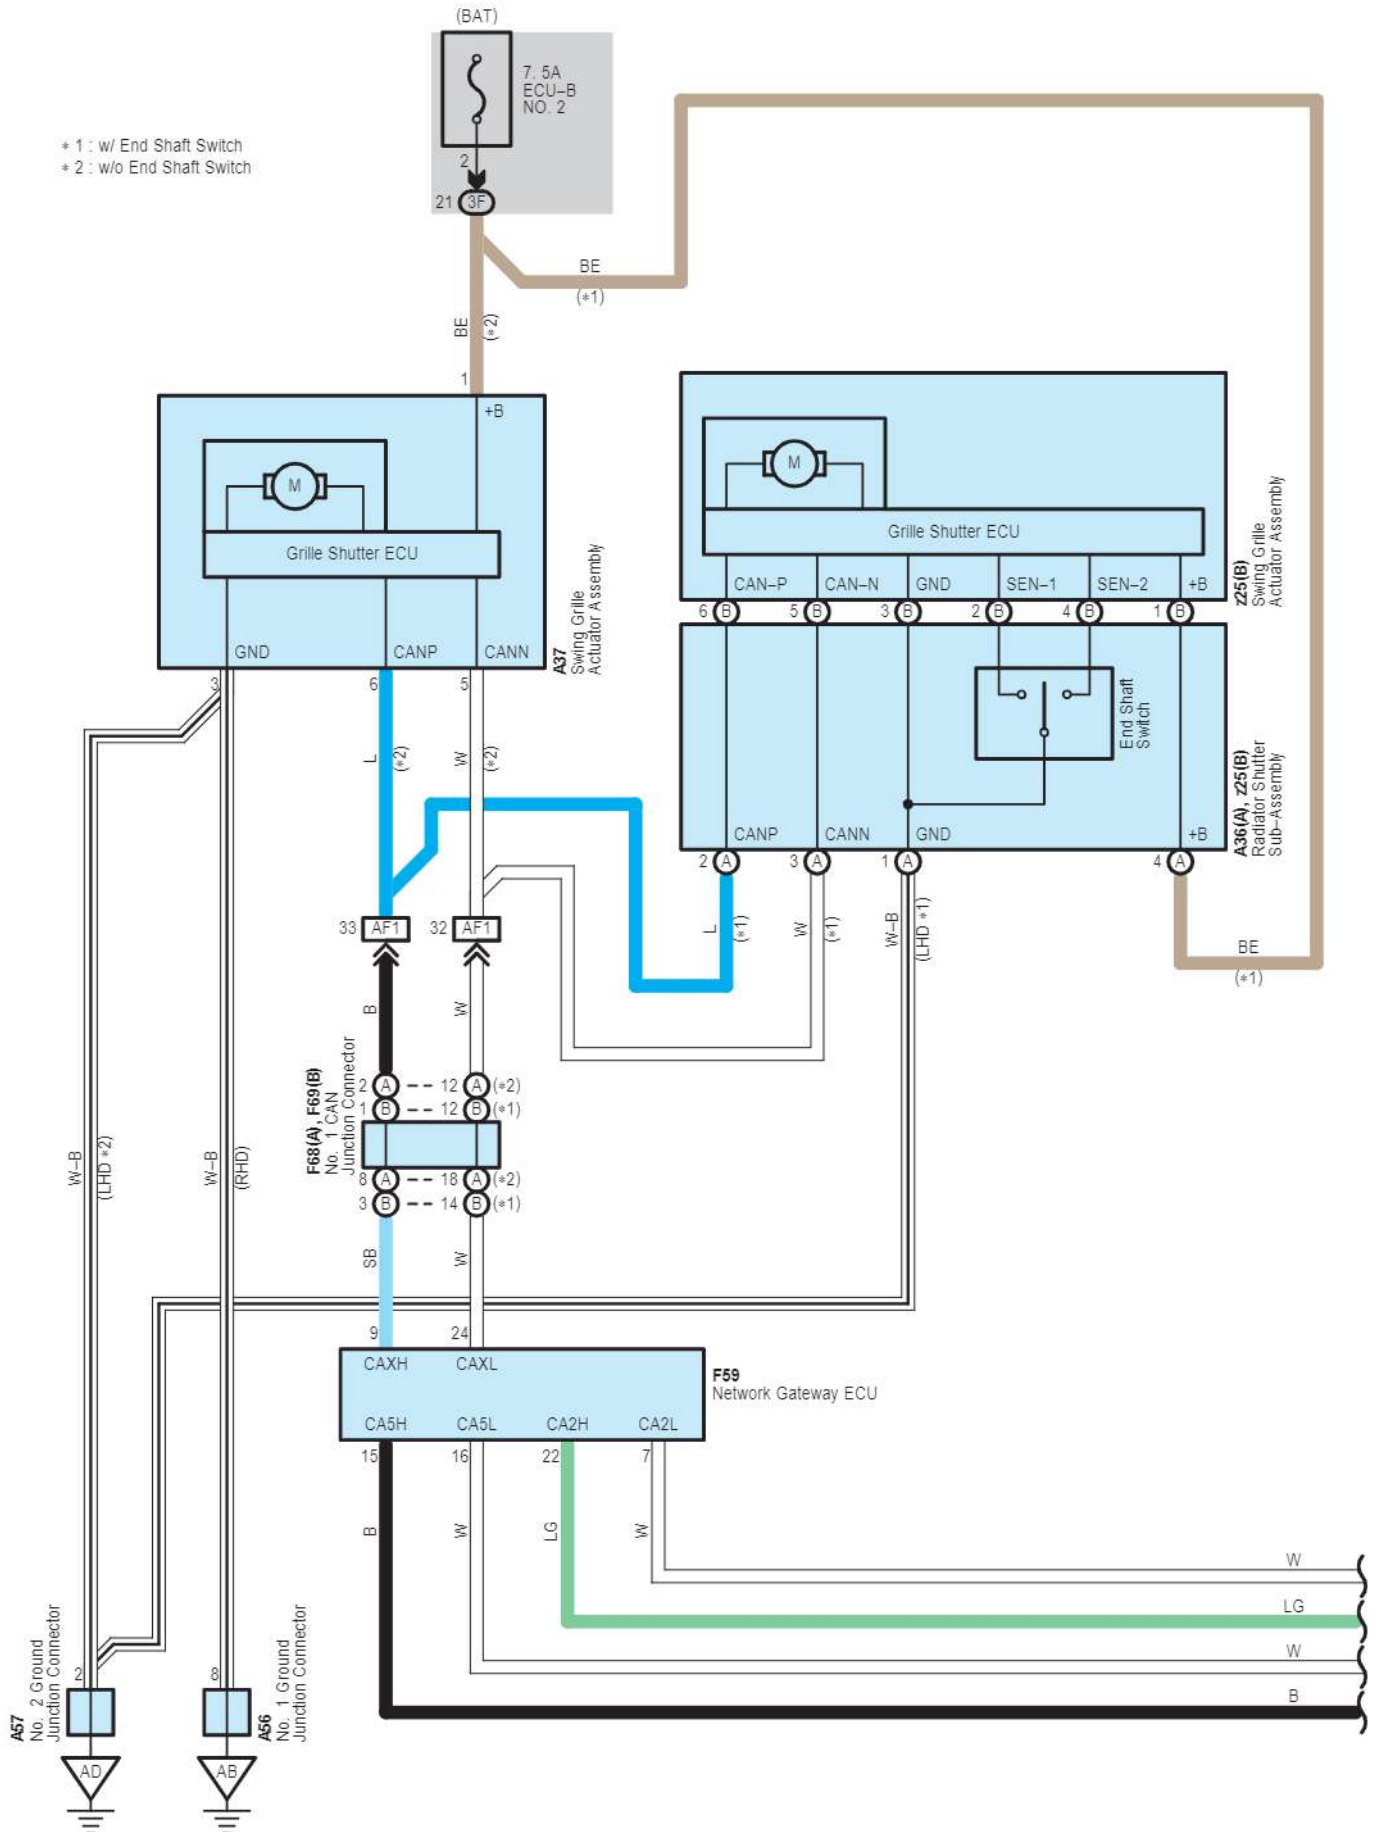 (BAT)
7. 5A
ECU–B
NO. 2
2
21 3F
∗ 1 : w/ End Shaft Switch
∗ 2 : w/o End Shaft Switch
BE
(∗1)
BE
(∗2)
1
+B
M
Grille Shutter ECU
GND
CANP
CANN
A37
Swing Grille
Actuator Assembly
3
6
5
M
Grille Shutter ECU
CAN–P
CAN–N
GND
SEN–1
SEN–2
+B
z25(B)
Swing Grille
Actuator Assembly
6 B
5 B
3 B
2 B
4 B
1 B
End Shaft
Switch
CANP
CANN
GND
+B
A36(A), z25(B)
Radiator Shutter
Sub–Assembly
2 A
3 A
1 A
4 A
L
(∗2)
W
(∗2)
L
(∗1)
W
(∗1)
W–B
(LHD ∗1)
BE
(∗1)
33 AF1
32 AF1
B
W
F68(A), F69(B)
No. 1 CAN
Junction Connector
2 A 12 A (∗2)
1 B 12 B (∗1)
8 A 18 A (∗2)
3 B 14 B (∗1)
W–B
(LHD ∗2)
W–B
(RHD)
SB
W
9
24
CAXH
CAXL
F59
Network Gateway ECU
CA5H
CA5L
CA2H
CA2L
15
16
22
7
B
W
LG
W
W
LG
W
B
2
8
A57
No. 2 Ground
Junction Connector
A56
No. 1 Ground
Junction Connector
AD
AB